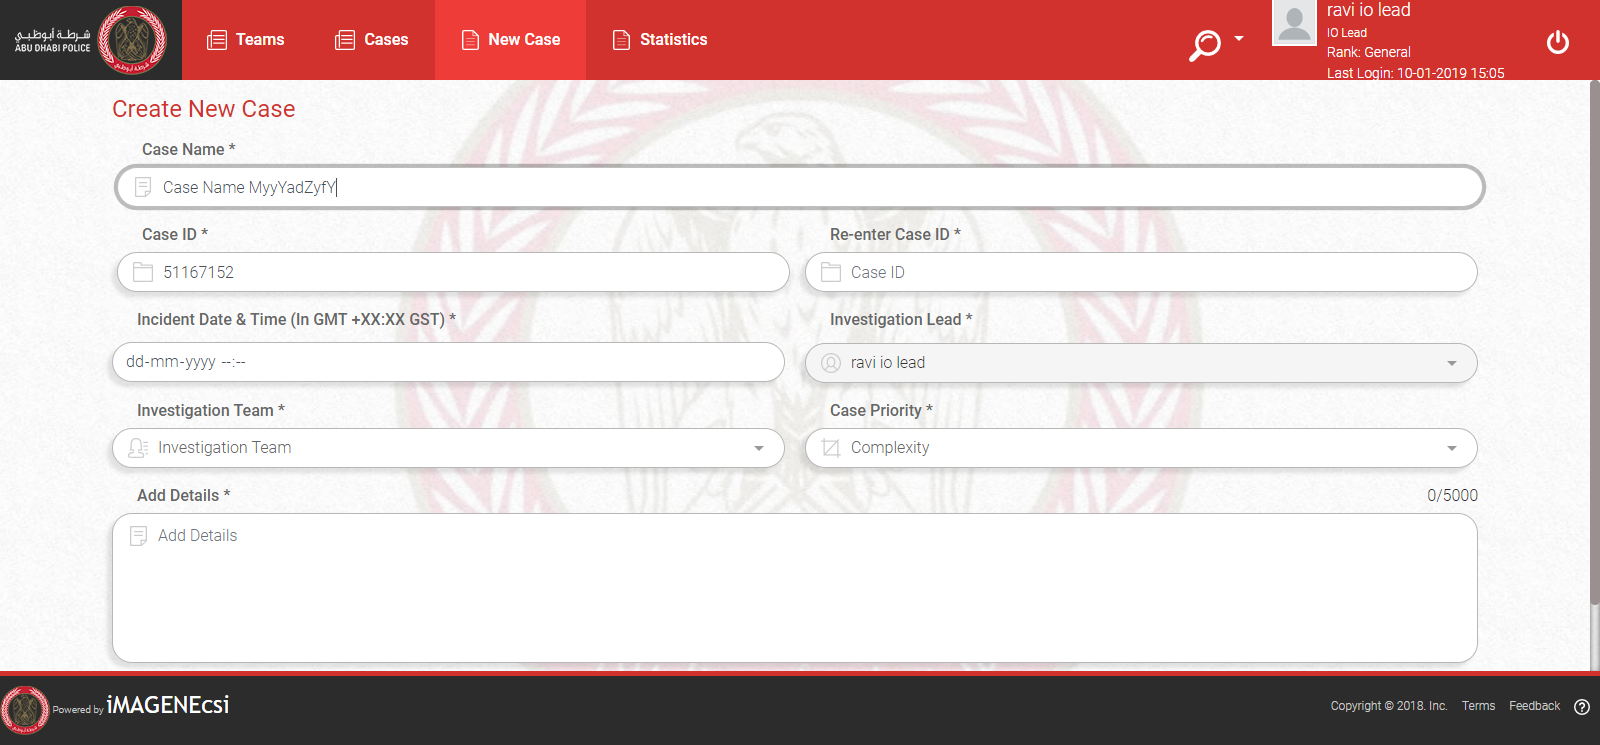 شرطة أبوظبي
ABU DHABI POLICE
Teams
Cases
New Case
Statistics
ravi io lead
IO Lead
Rank: General
Last Login: 10-01-2019 15:05
Create New Case
Case Name *
Case Name MyyYadZyfY
Case ID *
Re-enter Case ID *
51167152
Case ID
Incident Date & Time (In GMT +XX:XX GST) *
Investigation Lead *
dd-mm-yyyy --:--
ravi io lead
Investigation Team *
Case Priority *
Investigation Team
Complexity
Add Details *
0/5000
Add Details
Powered by iMAGENEcsi
Copyright © 2018. Inc.
Terms
Feedback